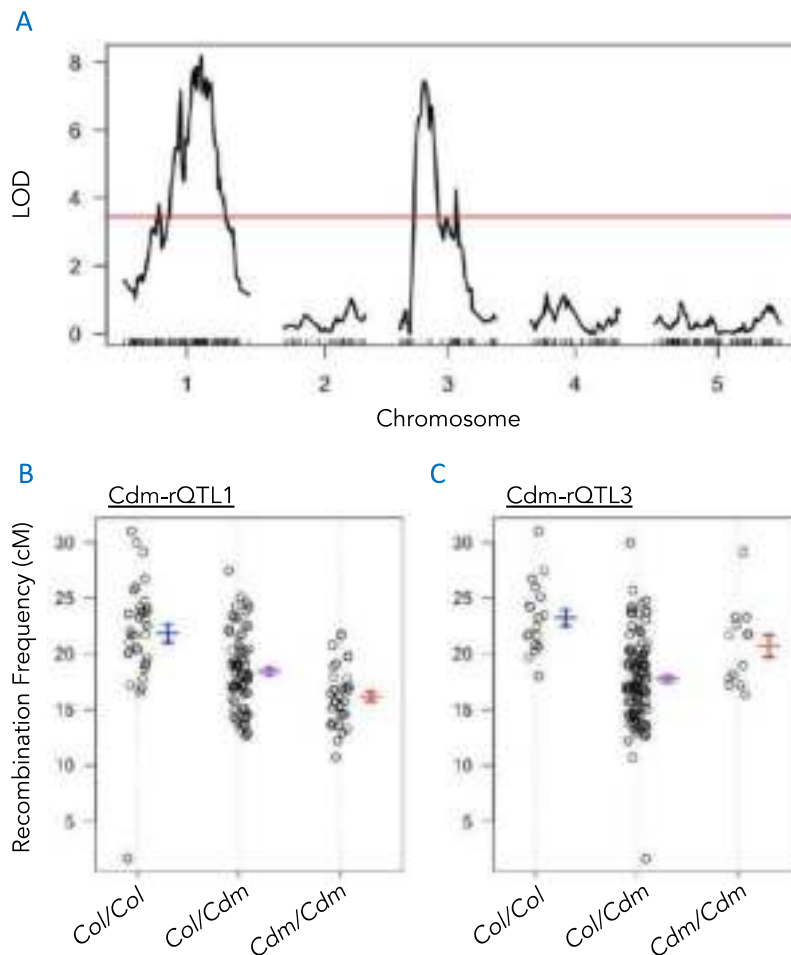 A
8
6
4
2
0
LOD
1 2 3 4 5
Chromosome
B
Cdm-rQTL1
C
Cdm-rQTL3
Recombination Frequency (cM)
30
25
20
15
10
5
30
25
20
15
10
5
Col/Col Col/Cdm Cdm/Cdm
Col/Col Col/Cdm Cdm/Cdm